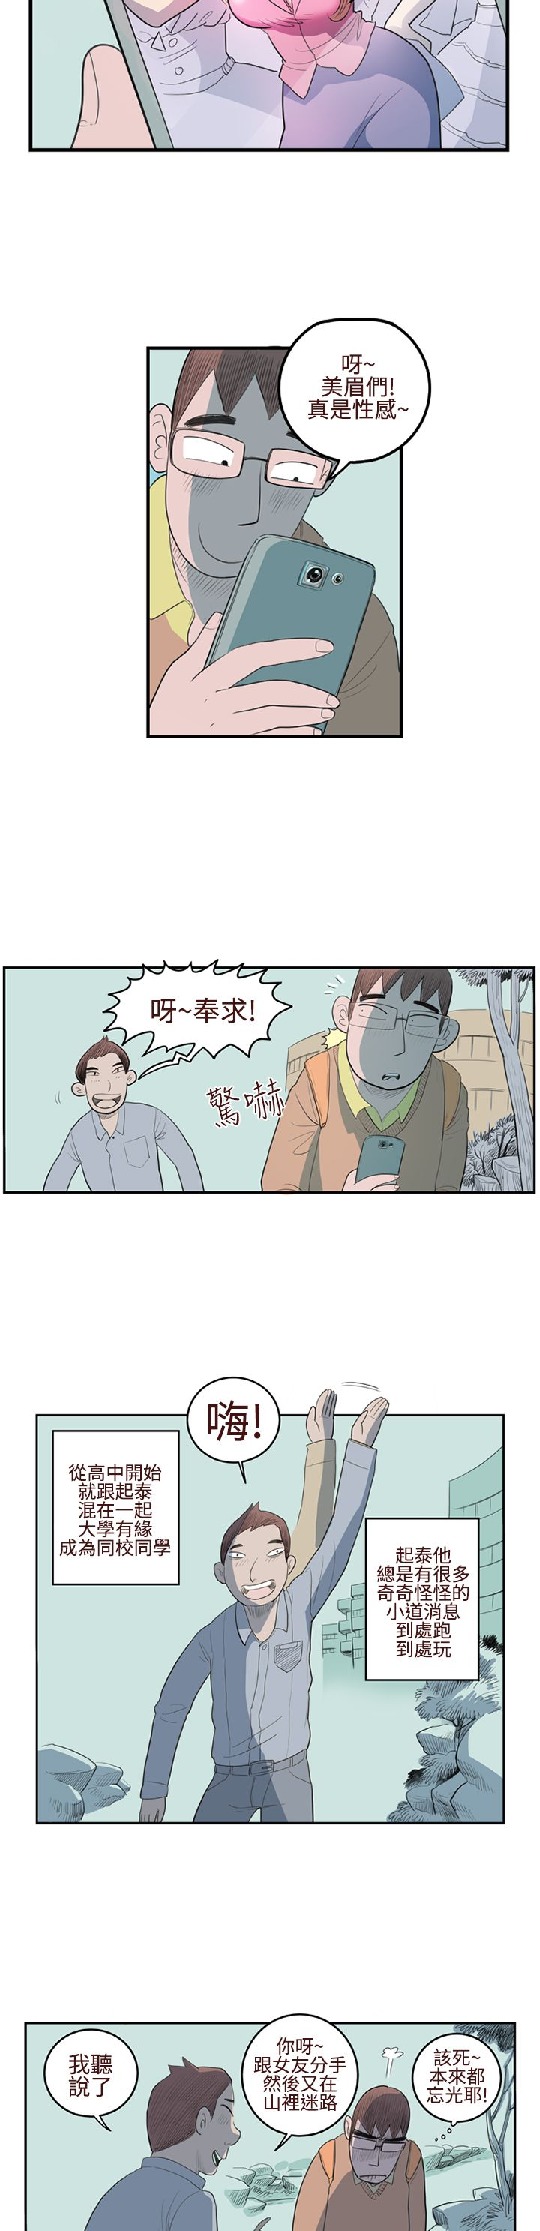 呀~
美眉們!
真是性感~
呀~奉求!
驚嚇
嗨!
從高中開始
就跟起泰
混在一起
大學有緣
成為同校同學
起泰他
總是有很多
奇奇怪怪的
小道消息
到處跑
到處玩
我聽
說了
你呀~
跟女友分手
然後又在
山裡迷路
該死~
本來都
忘光耶!